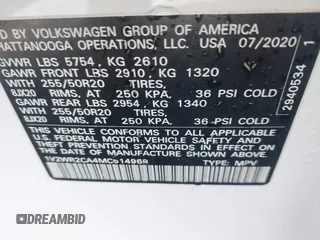 D BY VOLKSWAGEN GROUP OF AMERICA
HATTANOOGA OPERATIONS, LLC. USA 07/2020
GVWR LBS 5754, KG 2610
GAWR FRONT LBS 2910, KG 1320
WITH 255/50R20 TIRES,
8JX20 RIMS, AT 250 KPA, 36 PSI COLD
GAWR REAR LBS 2954, KG 1340
WITH 255/50R20 TIRES,
8JX20 RIMS, AT 250 KPA, 36 PSI COLD
THIS VEHICLE CONFORMS TO ALL APPLICABLE
U.S. FEDERAL MOTOR VEHICLE SAFETY
AND THEFT PREVENTION STANDARDS IN
EFFECT ON THE DATE OF MANUFACTURE
SHOWN ABOVE.
TYPE: MPV
2940534
1
DEALERSHIP.CC